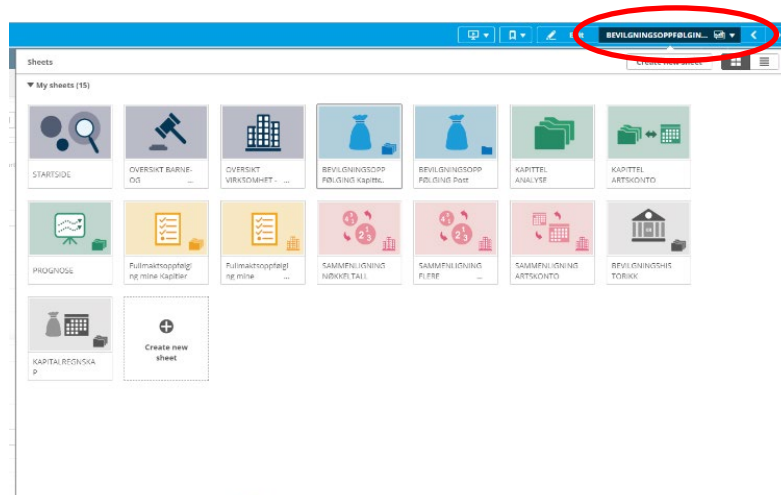 BEVILGNINGSOPPFØLGIN...
Sheets
Create new sheet
My sheets (15)
STARTSIDE
OVERSIKT BARNE-
OG ...
OVERSIKT
VIRKSOMHET - ...
BEVILGNINGSOPP
FØLGING Kapitte..
BEVILGNINGSOPP
FØLGING Post
KAPITTEL
ANALYSE
KAPITTEL
ARTSKONTO
PROGNOSE
Fullmaktsoppfølgi
ng mine Kapitler
Fullmaktsoppfølgi
ng mine ...
SAMMENLIGNING
NØKKELTALL
SAMMENLIGNING
FLERE ...
SAMMENLIGNING
ARTSKONTO
BEVILGNINGSHIS
TORIKK
KAPITALREGNSKA
P
Create new
sheet